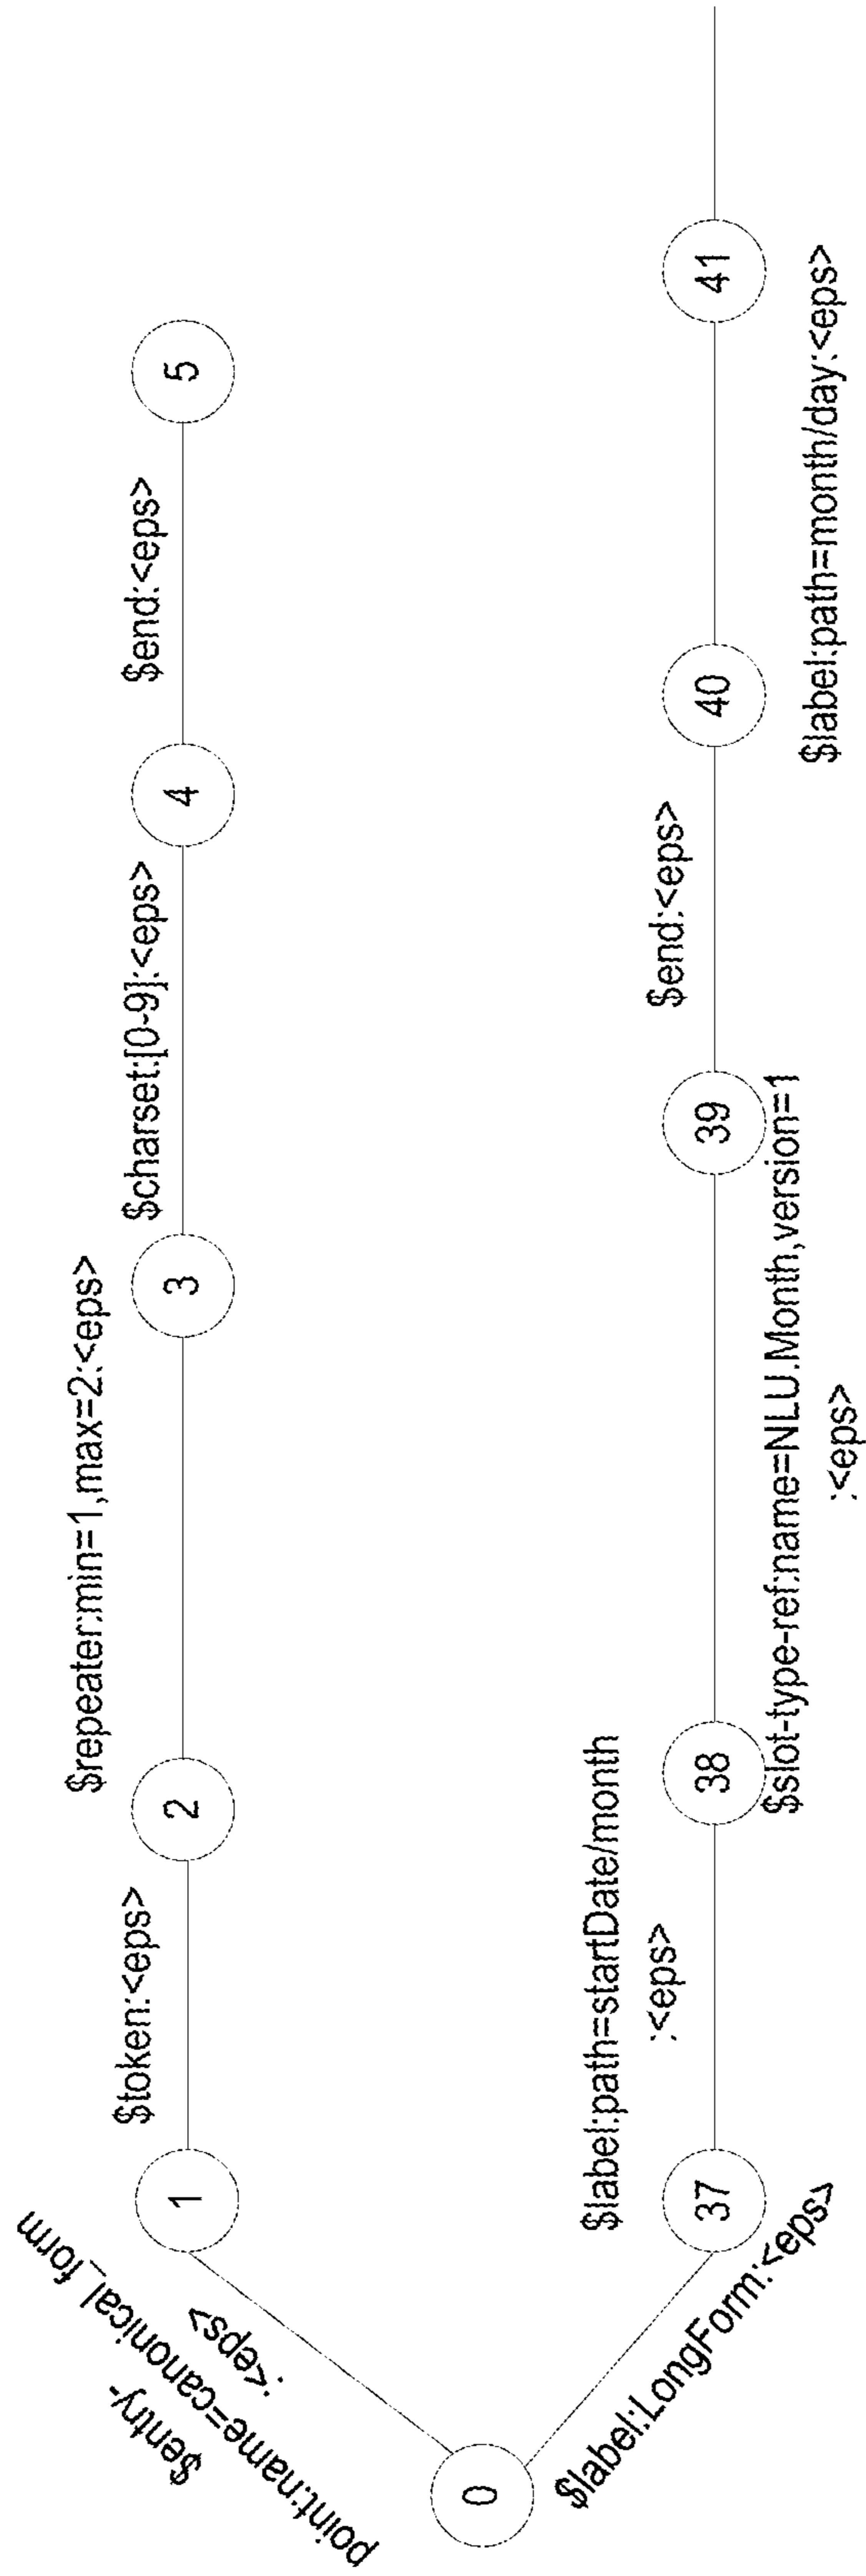 0
$entry-
point:name=canonical_form
:<eps>
1
$token:<eps>
2
$repeater:min=1,max=2:<eps>
3
$charset:[0-9]:<eps>
4
$end:<eps>
5
$label:LongForm:<eps>
37
$label:path=startDate/month
:<eps>
38
$slot-type-ref:name=NLU.Month,version=1
:<eps>
39
$end:<eps>
40
$label:path=month/day:<eps>
41